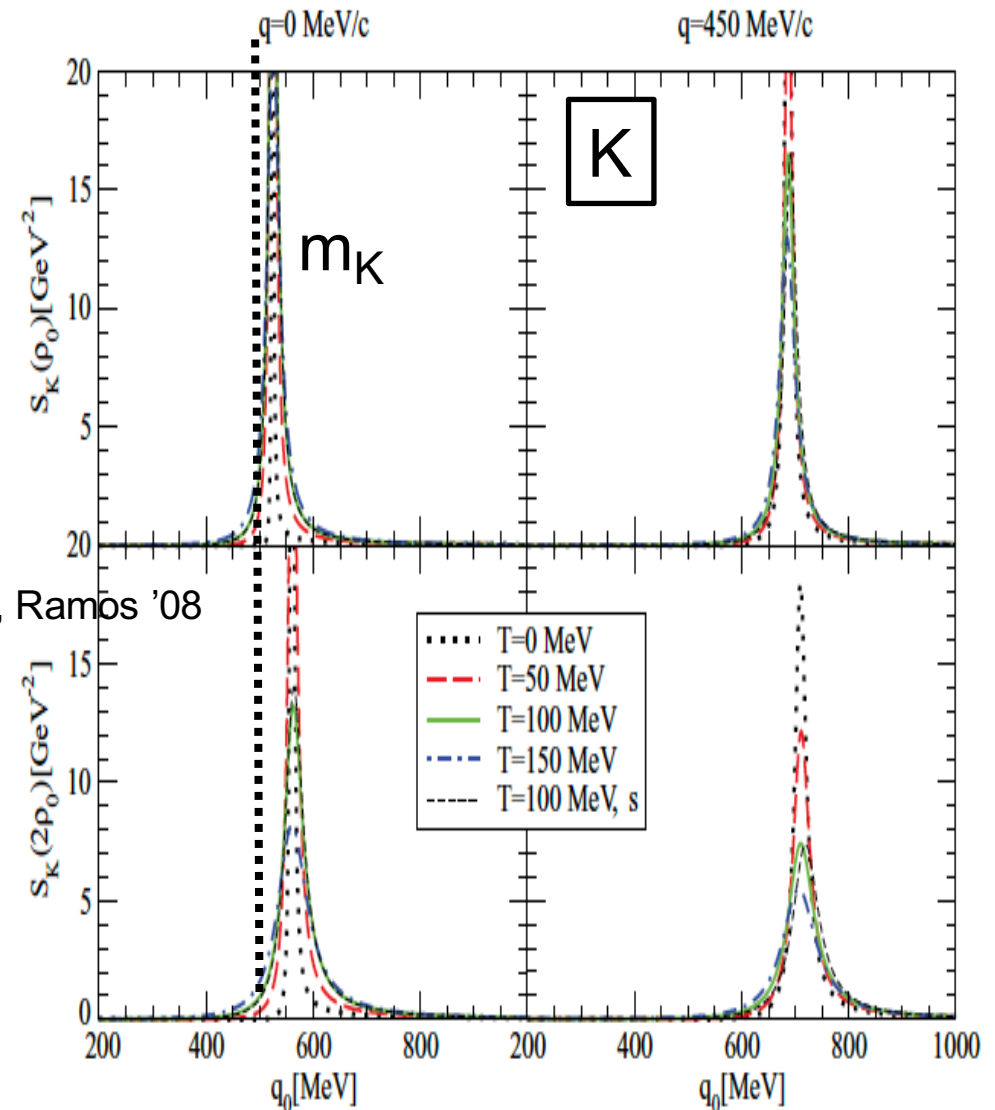 q=0 MeV/c
q=450 MeV/c
20
15
10
5
S_K(ρ_0)[GeV^-2]
m_K
K
20
15
10
5
0
S_K(2ρ_0)[GeV^-2]
, Ramos ’08
T=0 MeV
T=50 MeV
T=100 MeV
T=150 MeV
T=100 MeV, s
200 400 600 800 200 400 600 800 1000
q_0[MeV]
q_0[MeV]